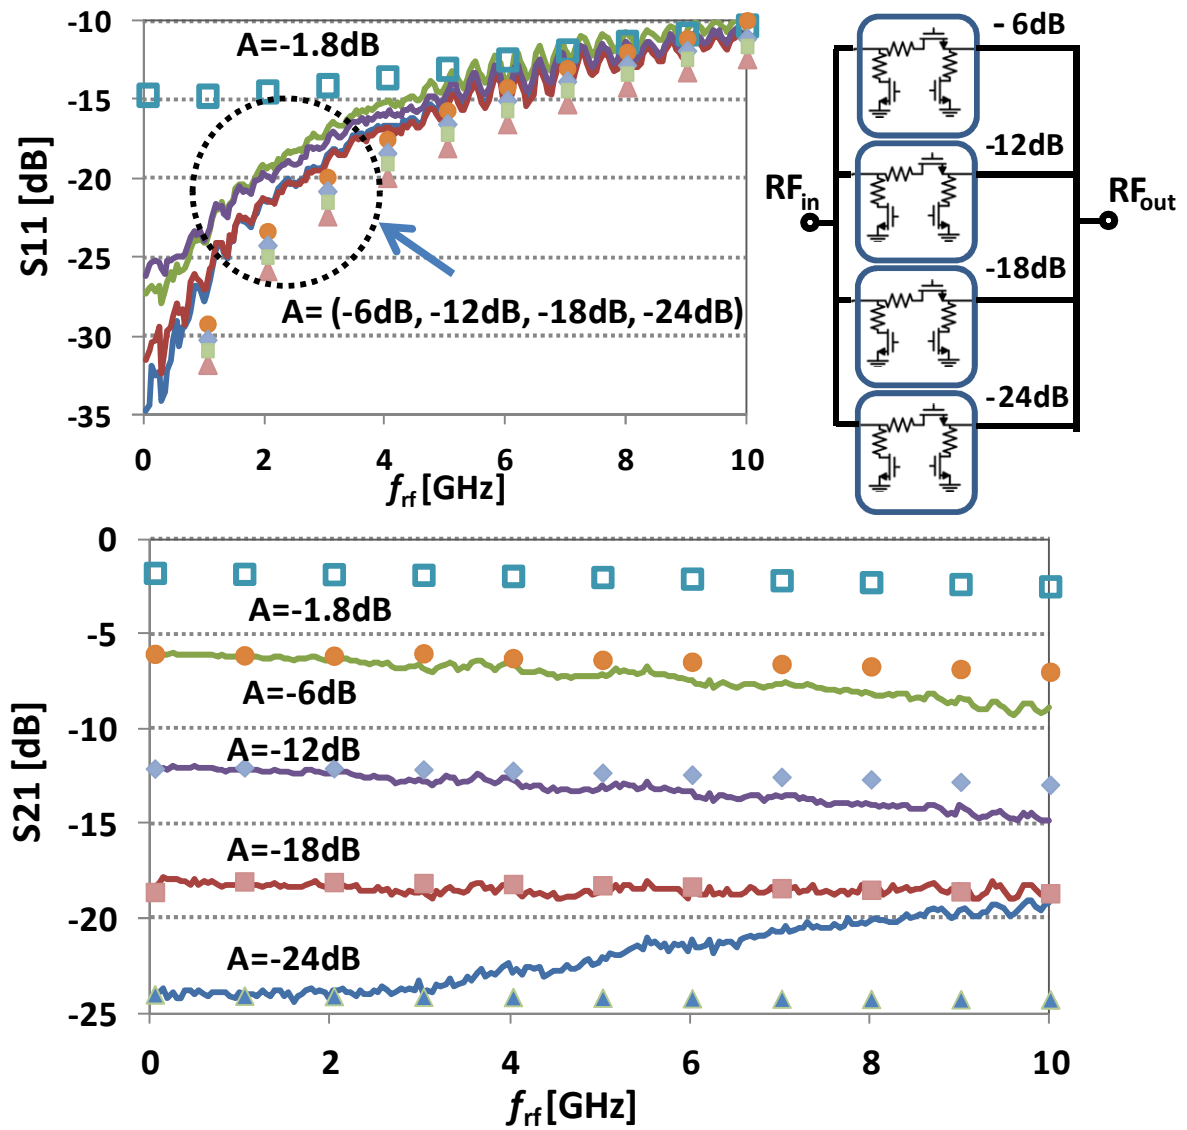 -10
-15
-20
-25
-30
-35
S11 [dB]
A=-1.8dB
A= (-6dB, -12dB, -18dB, -24dB)
0 2 4 6 8 10
frf [GHz]
- 6dB
-12dB
-18dB
-24dB
RFin
RFout
0
-5
-10
-15
-20
-25
S21 [dB]
A=-1.8dB
A=-6dB
A=-12dB
A=-18dB
A=-24dB
0 2 4 6 8 10
frf [GHz]